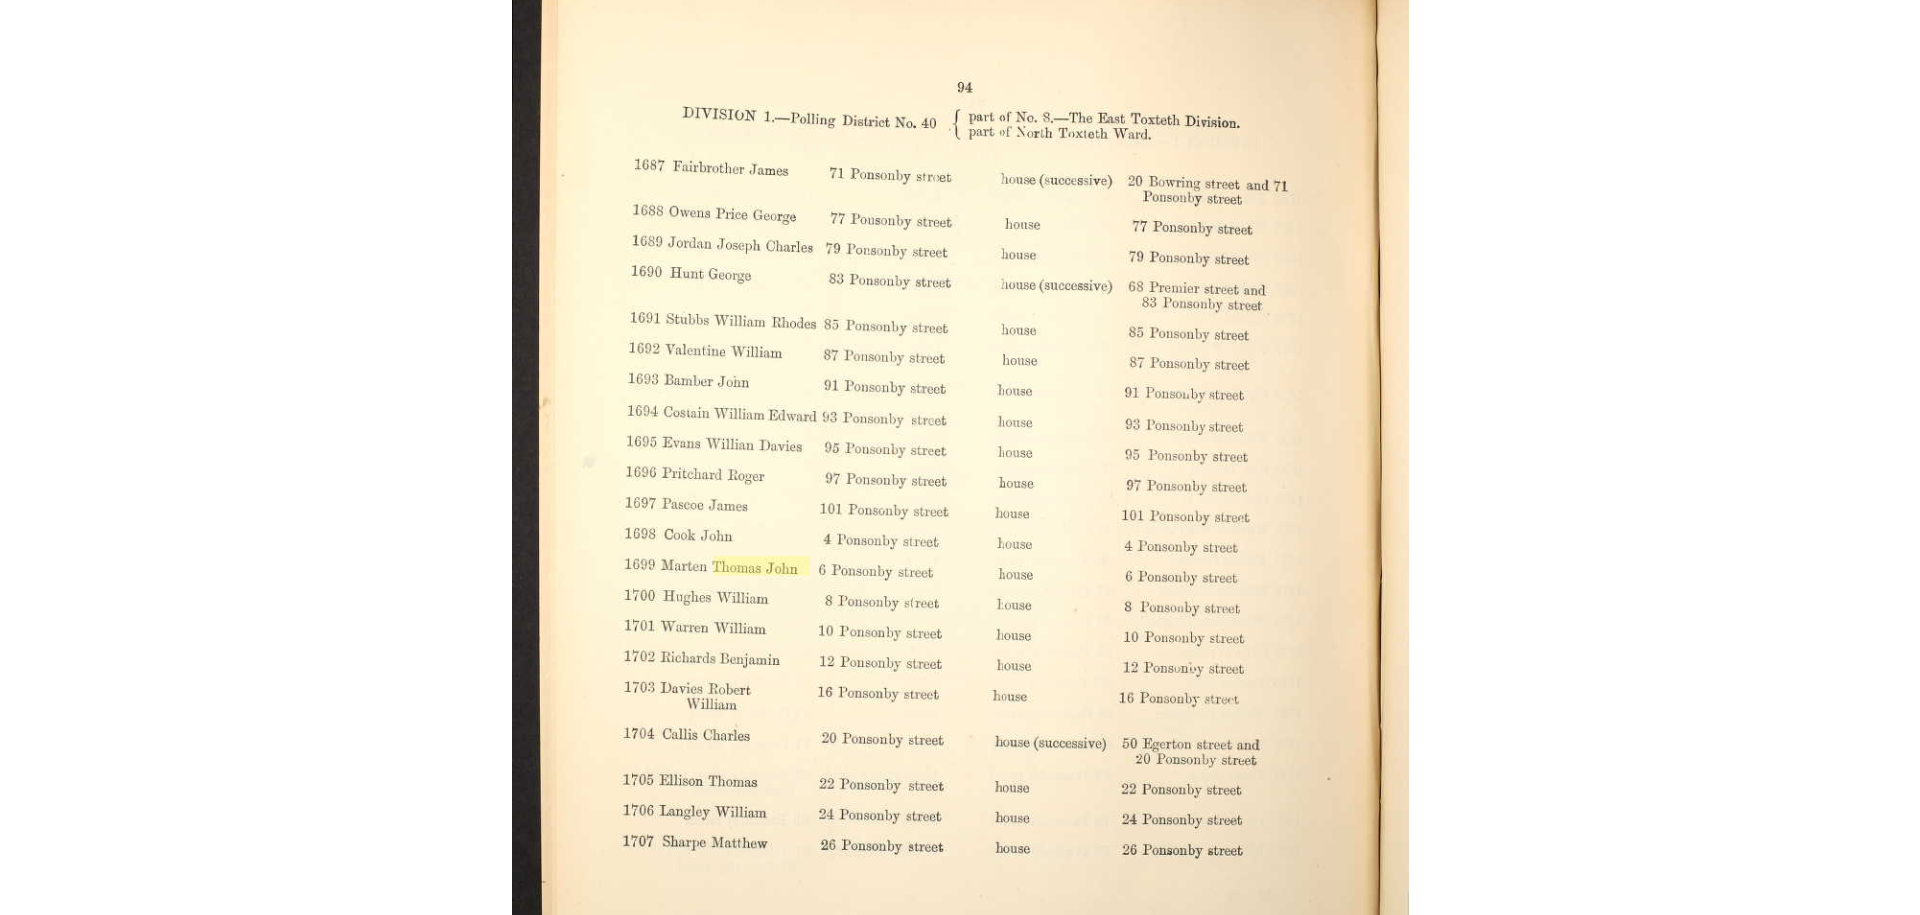 94
DIVISION 1.—Polling District No. 40 { part of No. 8.—The East Toxteth Division.
{ part of North Toxteth Ward.
1687 Fairbrother James 71 Ponsonby street house (successive) 20 Bowring street and 71
Ponsonby street
1688 Owens Price George 77 Ponsonby street house 77 Ponsonby street
1689 Jordan Joseph Charles 79 Ponsonby street house 79 Ponsonby street
1690 Hunt George 83 Ponsonby street house (successive) 68 Premier street and
83 Ponsonby street
1691 Stubbs William Rhodes 85 Ponsonby street house 85 Ponsonby street
1692 Valentine William 87 Ponsonby street house 87 Ponsonby street
1693 Bamber John 91 Ponsonby street house 91 Ponsonby street
1694 Costain William Edward 93 Ponsonby street house 93 Ponsonby street
1695 Evans Willian Davies 95 Ponsonby street house 95 Ponsonby street
1696 Pritchard Roger 97 Ponsonby street house 97 Ponsonby street
1697 Pascoe James 101 Ponsonby street house 101 Ponsonby street
1698 Cook John 4 Ponsonby street house 4 Ponsonby street
1699 Marten Thomas John 6 Ponsonby street house 6 Ponsonby street
1700 Hughes William 8 Ponsonby street house 8 Ponsonby street
1701 Warren William 10 Ponsonby street house 10 Ponsonby street
1702 Richards Benjamin 12 Ponsonby street house 12 Ponsonby street
1703 Davies Robert 16 Ponsonby street house 16 Ponsonby street
William
1704 Callis Charles 20 Ponsonby street house (successive) 50 Egerton street and
20 Ponsonby street
1705 Ellison Thomas 22 Ponsonby street house 22 Ponsonby street
1706 Langley William 24 Ponsonby street house 24 Ponsonby street
1707 Sharpe Matthew 26 Ponsonby street house 26 Ponsonby street